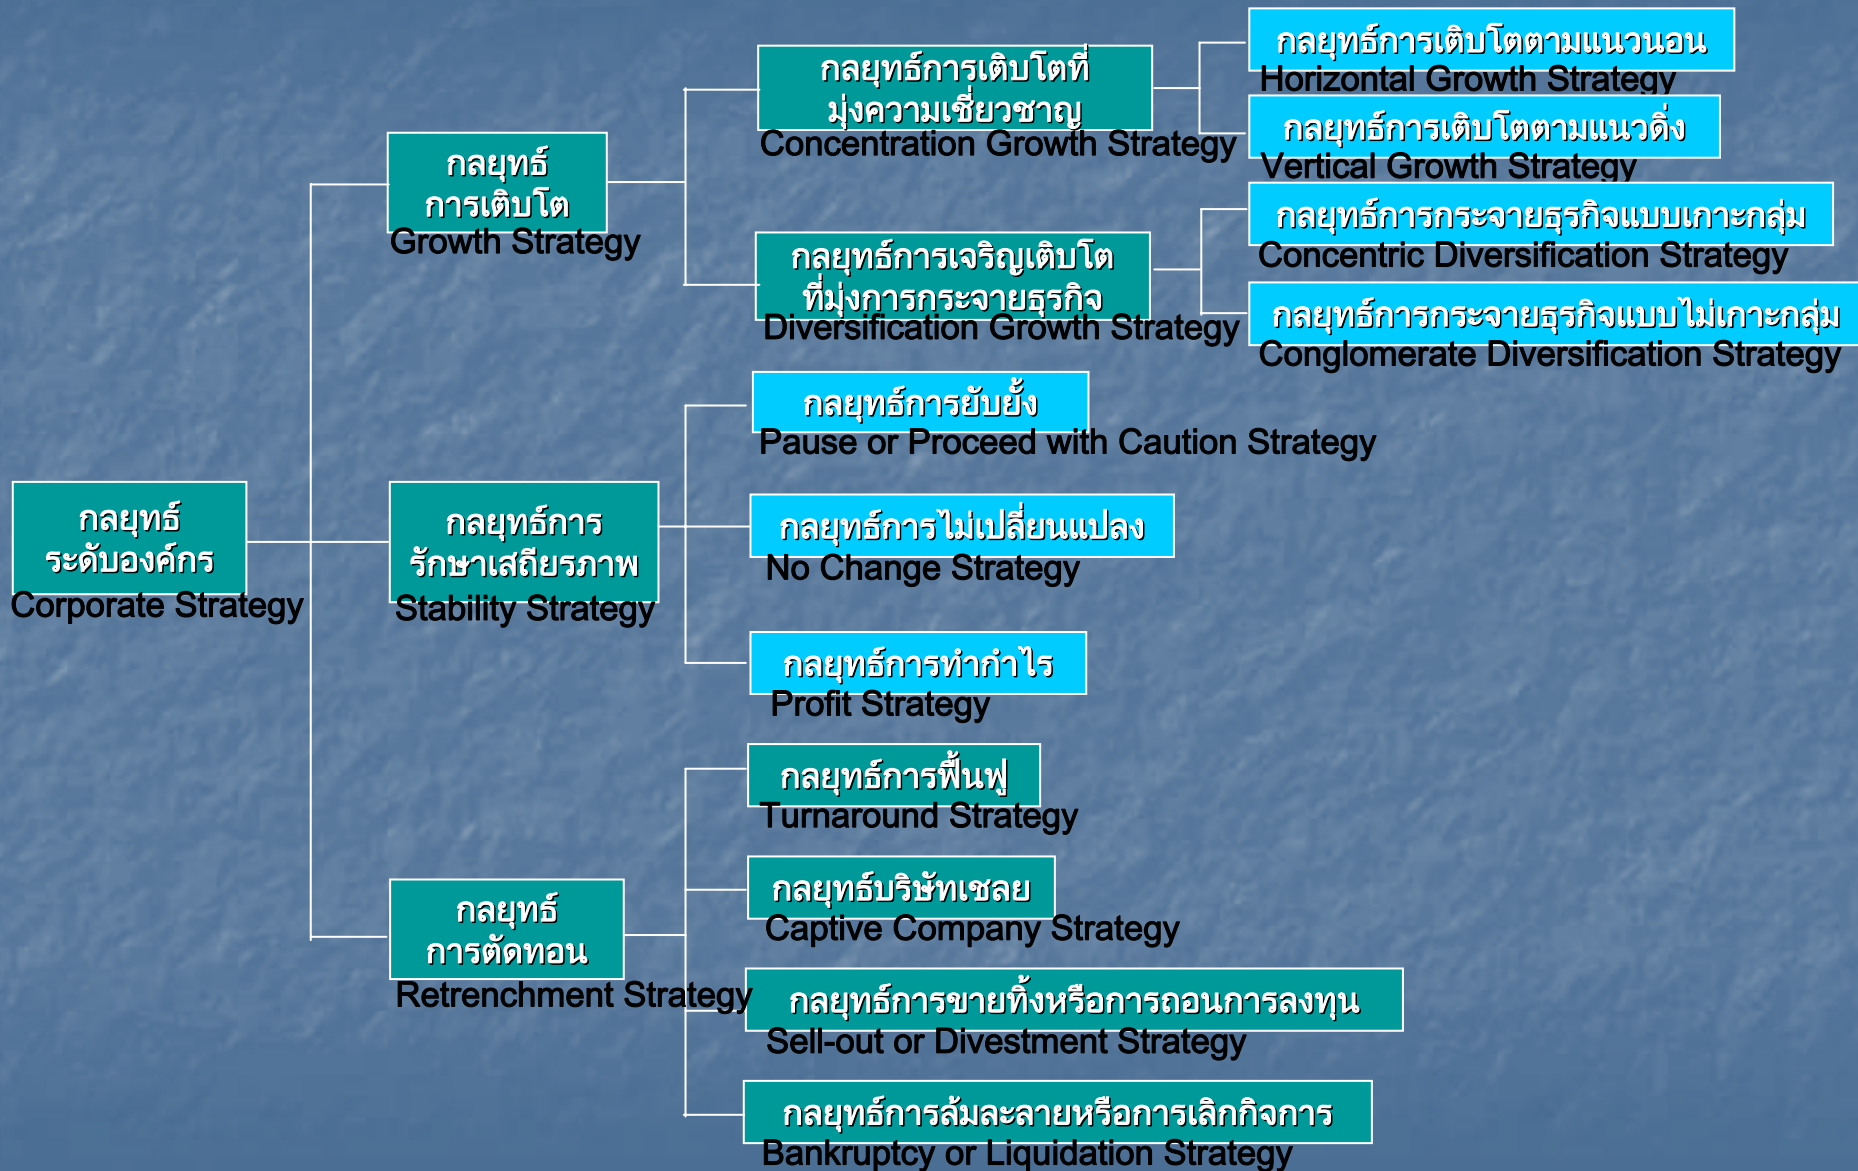 กลยุทธ์
ระดับองค์กร
Corporate Strategy
กลยุทธ์
การเติบโต
Growth Strategy
กลยุทธ์การเติบโตที่
มุ่งความเชี่ยวชาญ
Concentration Growth Strategy
กลยุทธ์การเติบโตตามแนวนอน
Horizontal Growth Strategy
กลยุทธ์การเติบโตตามแนวดิ่ง
Vertical Growth Strategy
กลยุทธ์การเจริญเติบโต
ที่มุ่งการกระจายธุรกิจ
Diversification Growth Strategy
กลยุทธ์การกระจายธุรกิจแบบเกาะกลุ่ม
Concentric Diversification Strategy
กลยุทธ์การกระจายธุรกิจแบบไม่เกาะกลุ่ม
Conglomerate Diversification Strategy
กลยุทธ์การ
รักษาเสถียรภาพ
Stability Strategy
กลยุทธ์การยับยั้ง
Pause or Proceed with Caution Strategy
กลยุทธ์การไม่เปลี่ยนแปลง
No Change Strategy
กลยุทธ์การทำกำไร
Profit Strategy
กลยุทธ์
การตัดทอน
Retrenchment Strategy
กลยุทธ์การฟื้นฟู
Turnaround Strategy
กลยุทธ์บริษัทเชลย
Captive Company Strategy
กลยุทธ์การขายทิ้งหรือการถอนการลงทุน
Sell-out or Divestment Strategy
กลยุทธ์การล้มละลายหรือการเลิกกิจการ
Bankruptcy or Liquidation Strategy